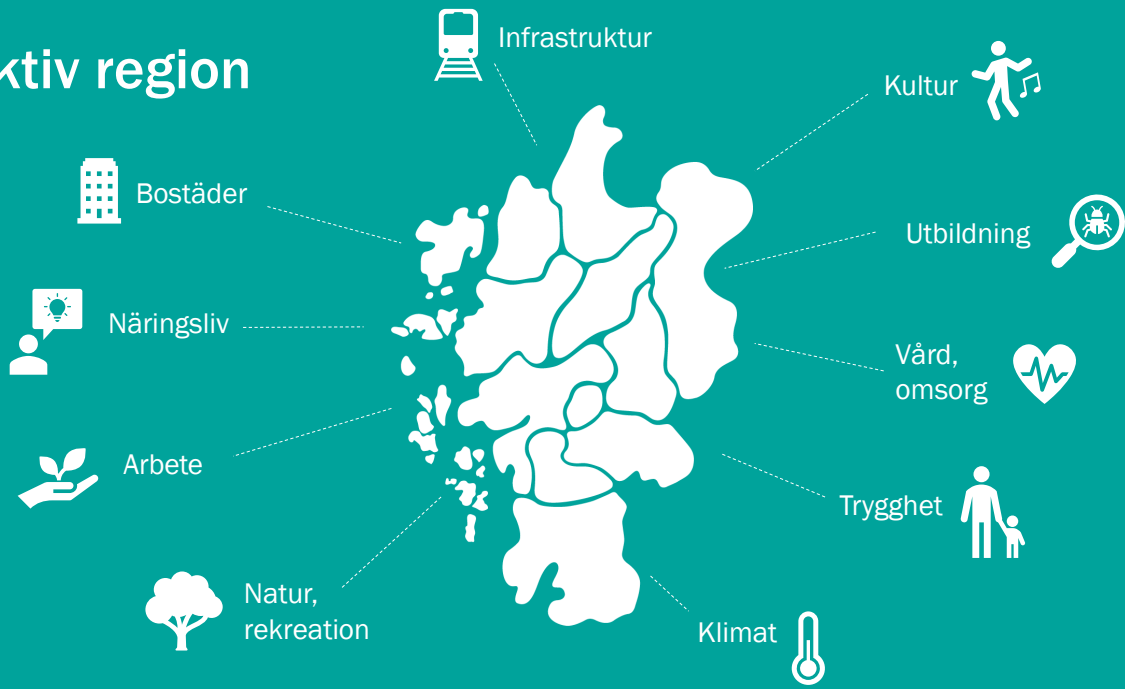 ktiv region
Infrastruktur
Kultur
Bostäder
Utbildning
Näringsliv
Vård,
omsorg
Arbete
Trygghet
Natur,
rekreation
Klimat